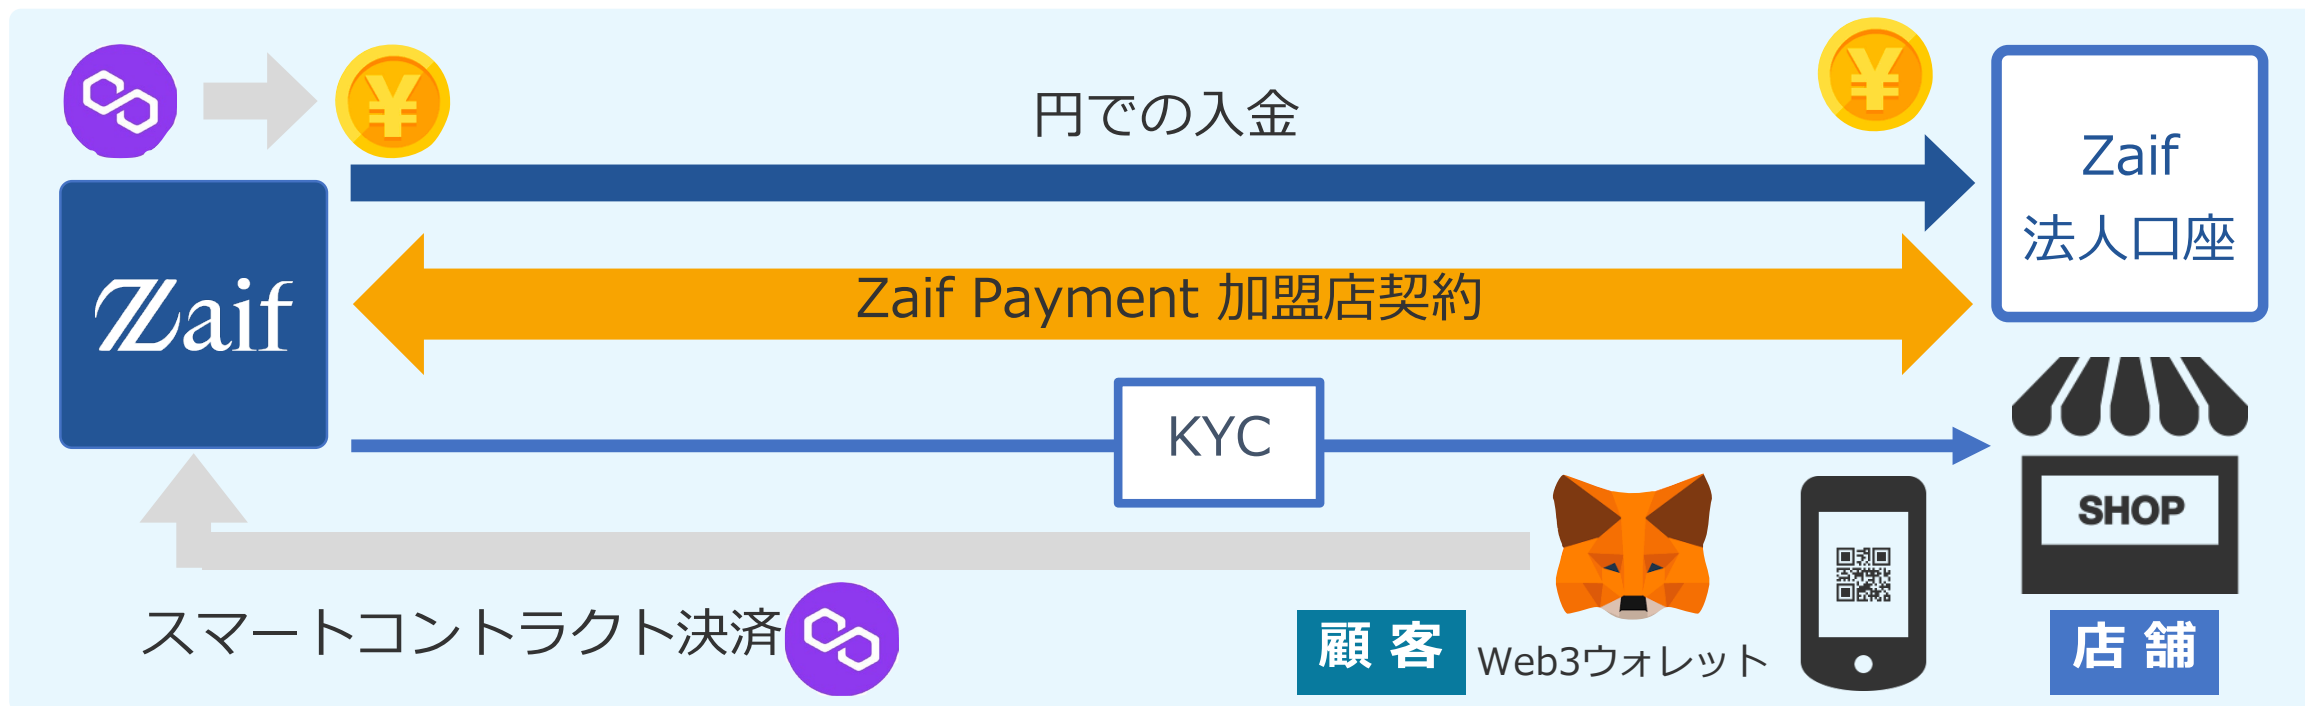 円での入金
Zaif
法人口座
Zaif Payment 加盟店契約
Zaif
KYC
SHOP
スマートコントラクト決済
顧 客
Web3ウォレット
店 舗